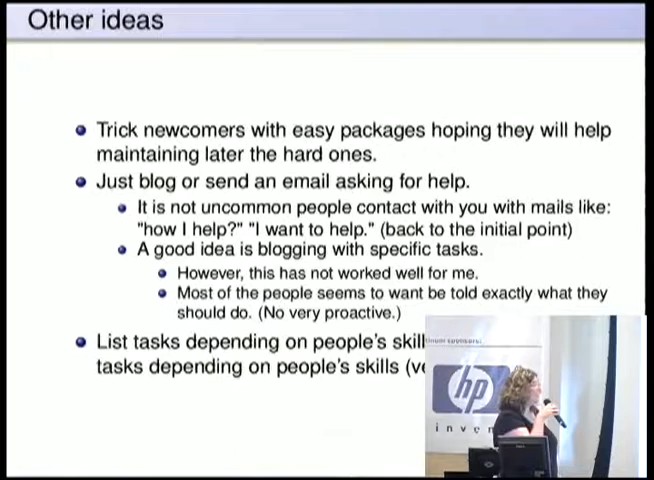 Other ideas
Trick newcomers with easy packages hoping they will help
maintaining later the hard ones.
Just blog or send an email asking for help.
It is not uncommon people contact with you with mails like:
"how I help?" "I want to help." (back to the initial point)
A good idea is blogging with specific tasks.
However, this has not worked well for me.
Most of the people seems to want be told exactly what they
should do. (No very proactive.)
List tasks depending on people's skill
tasks depending on people's skills (ve
hp
inven